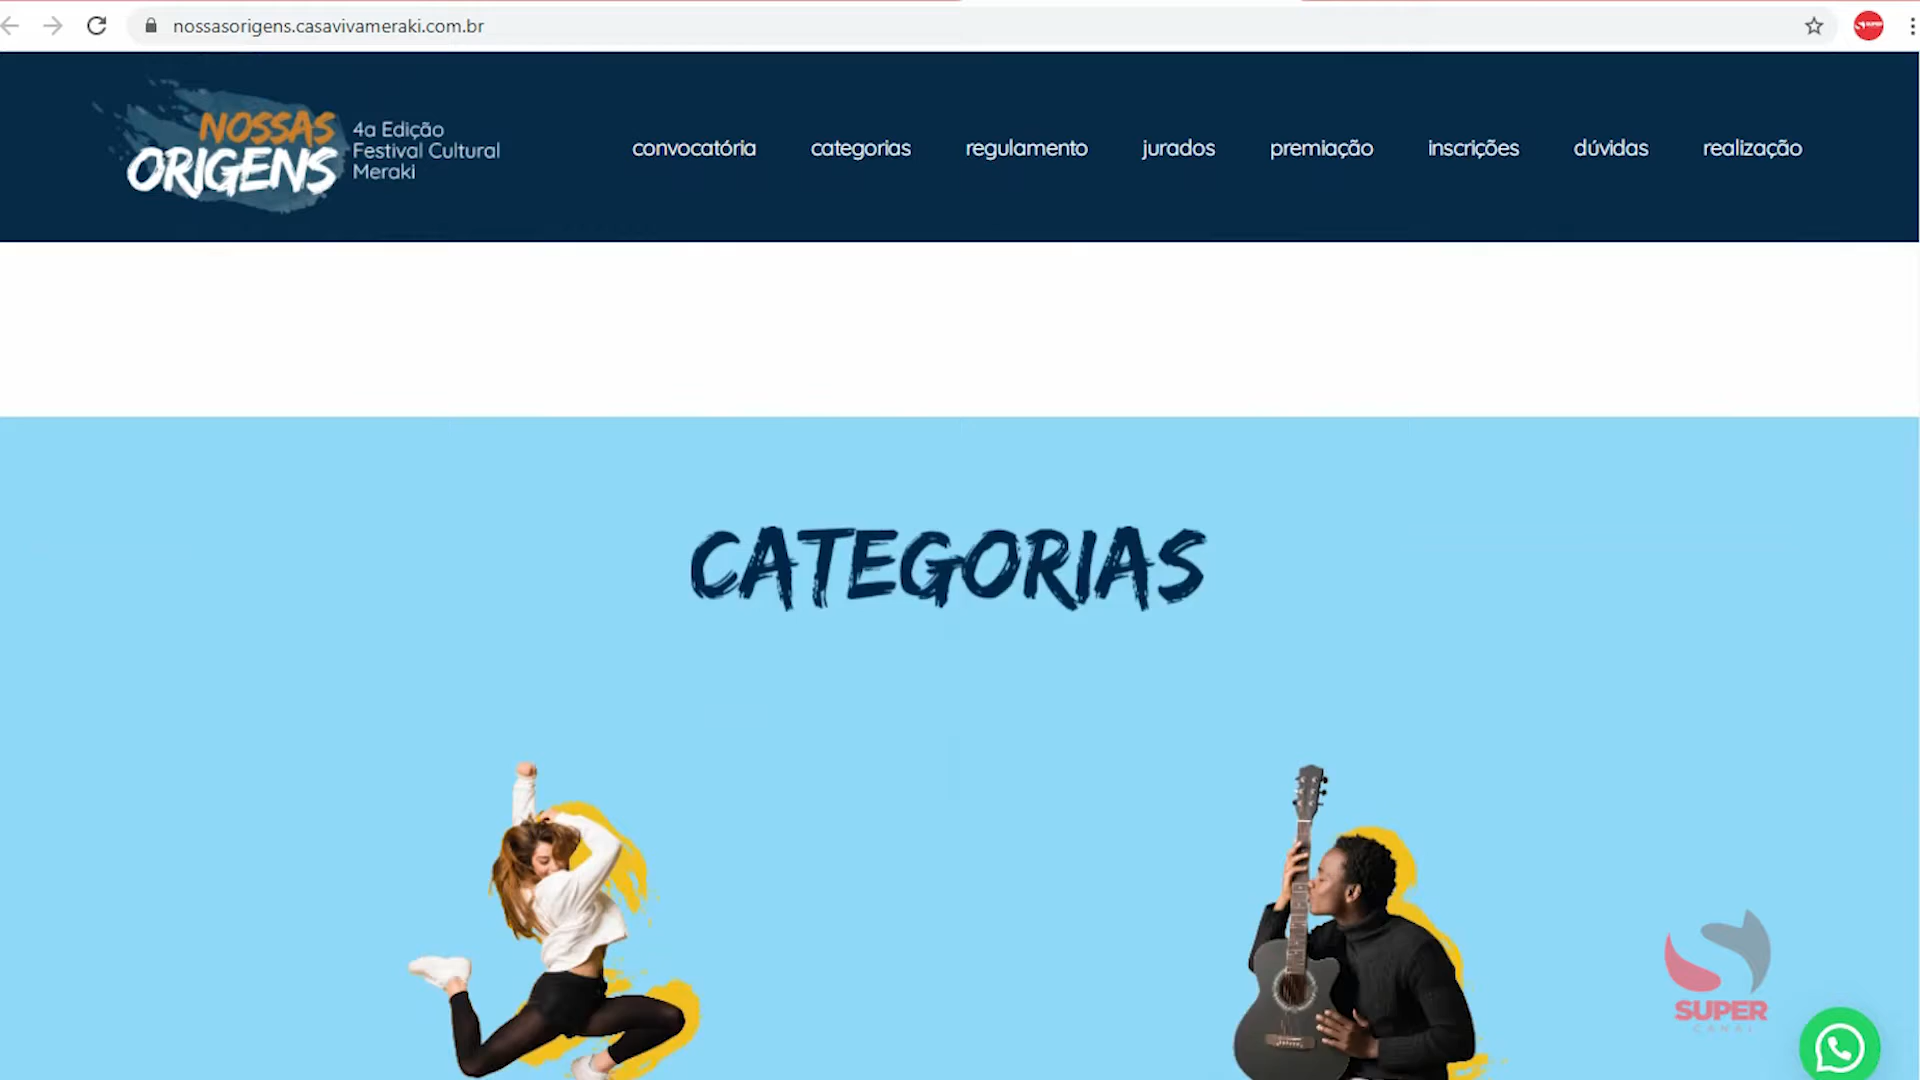 nossasorigens.casavivameraki.com.br
NOSSAS
ORIGENS
4a Edição
Festival Cultural
Meraki
convocatória
categorias
regulamento
jurados
premiação
inscrições
dúvidas
realização
CATEGORIAS
SUPER
CANAL